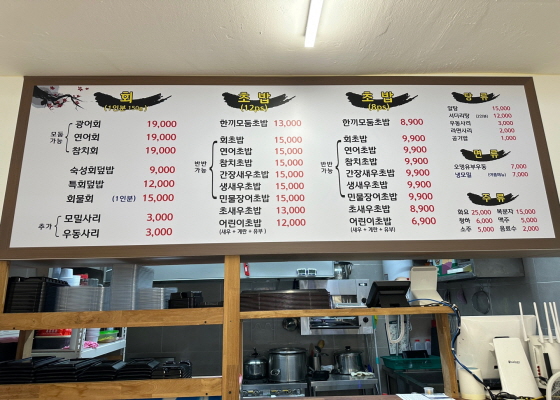 회
(1인분 150g)
모둠가능
광어회 19,000
연어회 19,000
참치회 19,000
숙성회덮밥 9,000
특회덮밥 12,000
회물회 (1인분) 15,000
추가
모밀사리 3,000
우동사리 3,000
초밥
(12ps)
한끼모둠초밥 13,000
반반가능
회초밥 15,000
연어초밥 15,000
참치초밥 15,000
간장새우초밥 15,000
생새우초밥 15,000
민물장어초밥 15,000
초새우초밥 13,000
어린이초밥 12,000
(새우 + 계란 + 유부)
초밥
(8ps)
한끼모둠초밥 8,900
반반가능
회초밥 9,900
연어초밥 9,900
참치초밥 9,900
간장새우초밥 9,900
생새우초밥 9,900
민물장어초밥 9,900
초새우초밥 8,900
어린이초밥 6,900
(새우 + 계란 + 유부)
탕류
알탕 15,000
서더리탕 12,000
우동사리 3,000
라면사리 2,000
공기밥 1,000
면류
오뎅유부우동 7,000
냉모밀 7,000
주류
화요 25,000 복분자 15,000
청하 6,000 맥주 5,000
소주 5,000 음료수 2,000